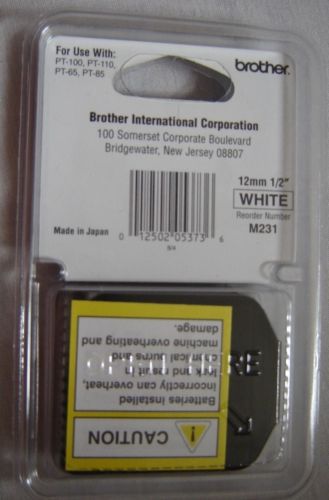 For Use With:
PT-100, PT-110,
PT-65, PT-85
brother.
Brother International Corporation
100 Somerset Corporate Boulevard
Bridgewater, New Jersey 08807
12mm 1/2"
WHITE
Reorder Number
M231
Made in Japan
0 12502 05373 6
CAUTION
Batteries installed
incorrectly can overheat,
leak and result in
chemical burns and
machine overheating and
damage.